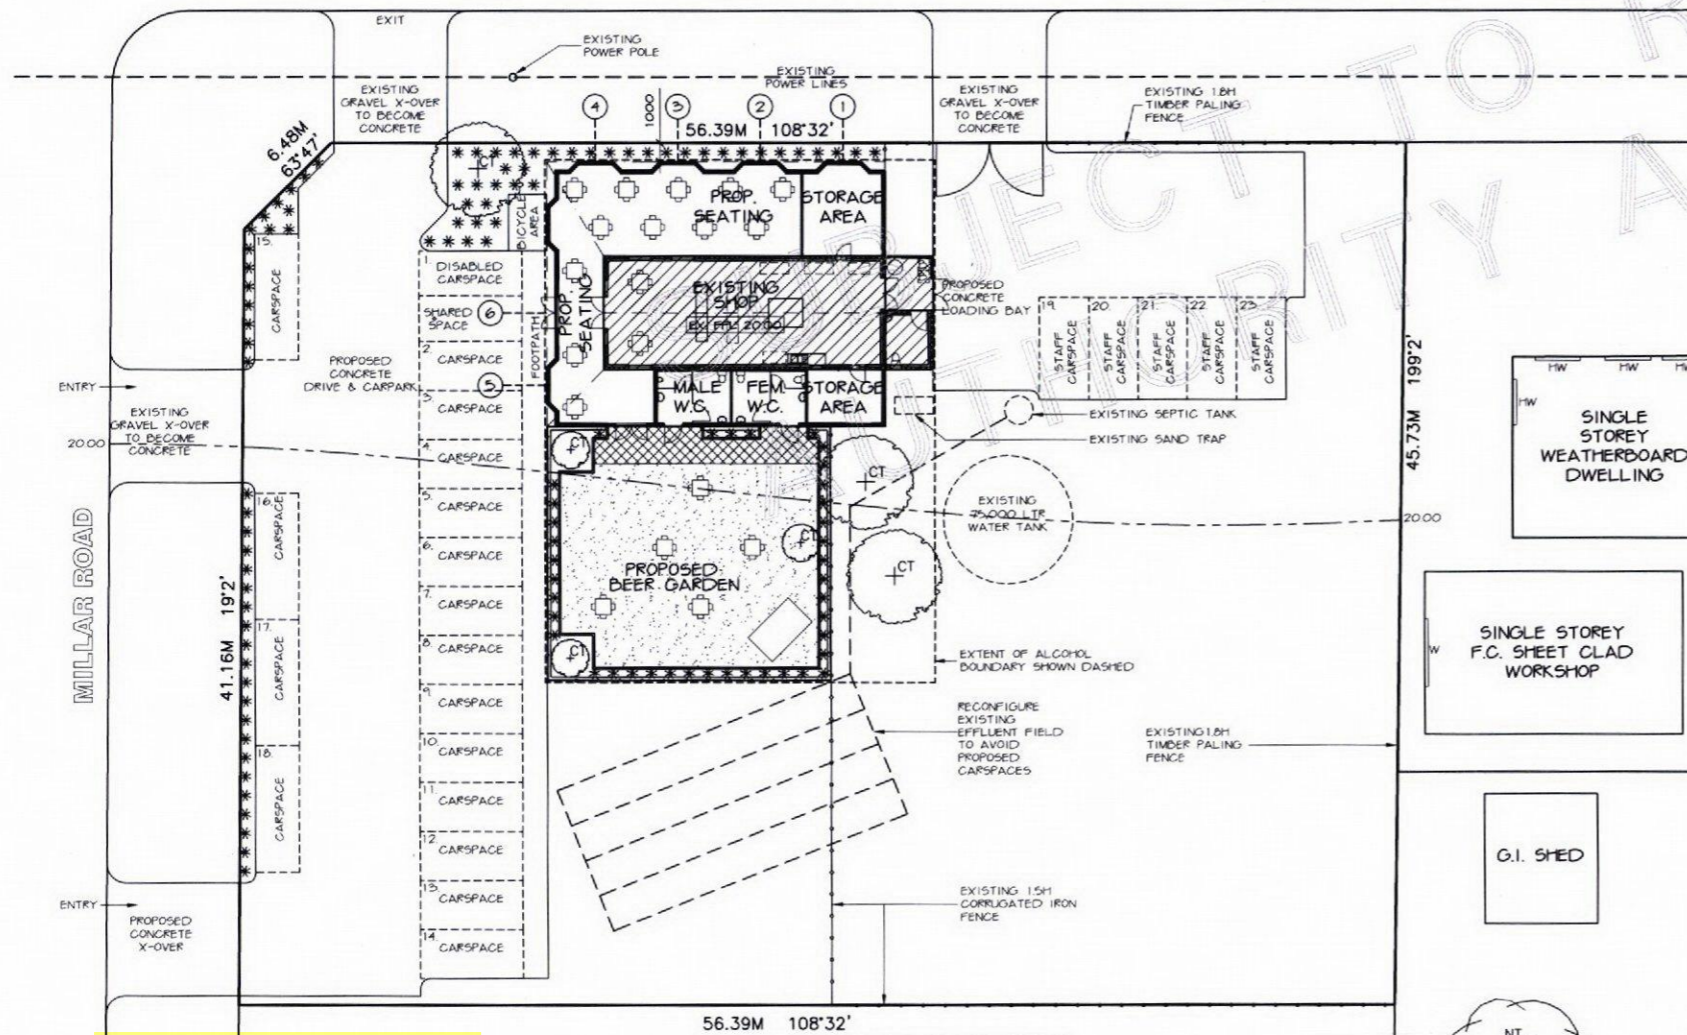 EXIT
EXISTING
POWER POLE
EXISTING
POWER LINES
EXISTING
GRAVEL X-OVER
TO BECOME
CONCRETE
EXISTING
GRAVEL X-OVER
TO BECOME
CONCRETE
EXISTING 1.8H
TIMBER PALING
FENCE
4
1000
3
2
1
56.39M 108°32'
6.48M
63°47'
CT
BICYCLE
AREA
PROP.
SEATING
STORAGE
AREA
15.
CARSPACE
1.
DISABLED
CARSPACE
SHARED
SPACE
6
FOOTPATH
PROP.
SEATING
EXISTING
SHOP
EX. FFL 20.00
PROPOSED
CONCRETE
LOADING BAY
19.
STAFF
CARSPACE
20.
STAFF
CARSPACE
21.
STAFF
CARSPACE
22.
STAFF
CARSPACE
23.
STAFF
CARSPACE
45.73M 199°2'
HW
HW
HW
HW
SINGLE
STOREY
WEATHERBOARD
DWELLING
PROPOSED
CONCRETE
DRIVE & CARPARK
ENTRY
EXISTING
GRAVEL X-OVER
TO BECOME
CONCRETE
20.00
2.
CARSPACE
3.
CARSPACE
4.
CARSPACE
5
MALE
W.C.
FEM.
W.C.
STORAGE
AREA
EXISTING SEPTIC TANK
EXISTING SAND TRAP
CT
CT
EXISTING
75,000 LTR
WATER TANK
20.00
MILLAR ROAD
41.16M 19°2'
16.
CARSPACE
17.
CARSPACE
18.
CARSPACE
5.
CARSPACE
6.
CARSPACE
7.
CARSPACE
8.
CARSPACE
9.
CARSPACE
10.
CARSPACE
11.
CARSPACE
12.
CARSPACE
13.
CARSPACE
14.
CARSPACE
CT
CT
PROPOSED
BEER GARDEN
CT
EXTENT OF ALCOHOL
BOUNDARY SHOWN DASHED
RECONFIGURE
EXISTING
EFFLUENT FIELD
TO AVOID
PROPOSED
CARSPACES
EXISTING 1.8H
TIMBER PALING
FENCE
W
SINGLE STOREY
F.C. SHEET CLAD
WORKSHOP
G.I. SHED
EXISTING 1.5H
CORRUGATED IRON
FENCE
ENTRY
PROPOSED
CONCRETE
X-OVER
56.39M 108°32'
NT
TO
AUTHORITY